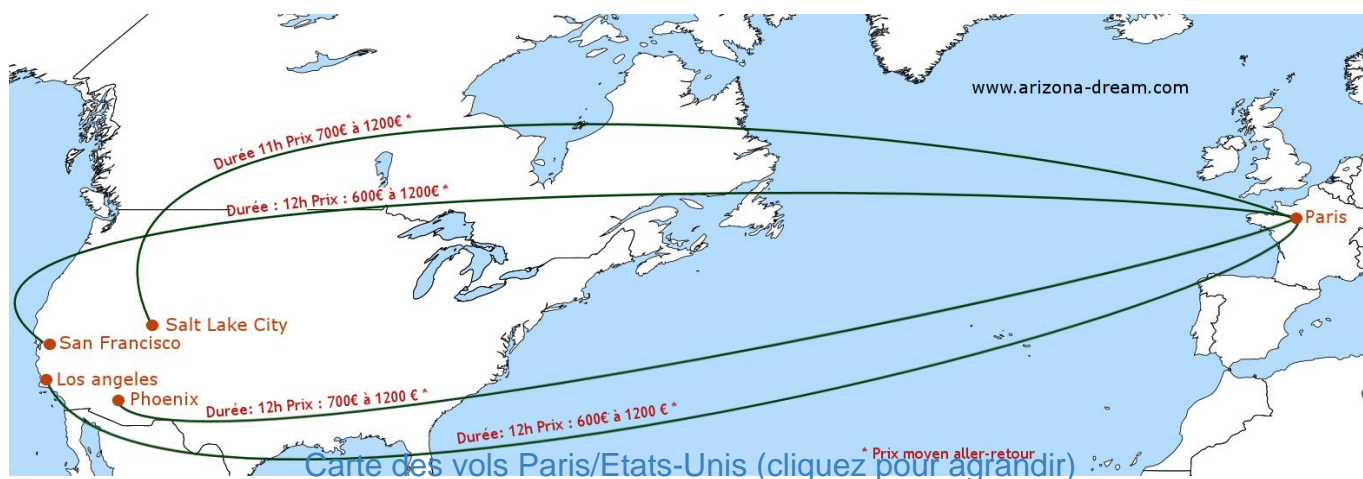 www.arizona-dream.com
Durée 11h Prix 700€ à 1200€ *
Durée : 12h Prix : 600€ à 1200€ *
Paris
Salt Lake City
San Francisco
Los angeles
Phoenix
Durée: 12h Prix : 700€ à 1200 € *
Durée: 12h Prix : 600€ à 1200 € *
* Prix moyen aller-retour
Carte des vols Paris/Etats-Unis (cliquez pour agrandir)